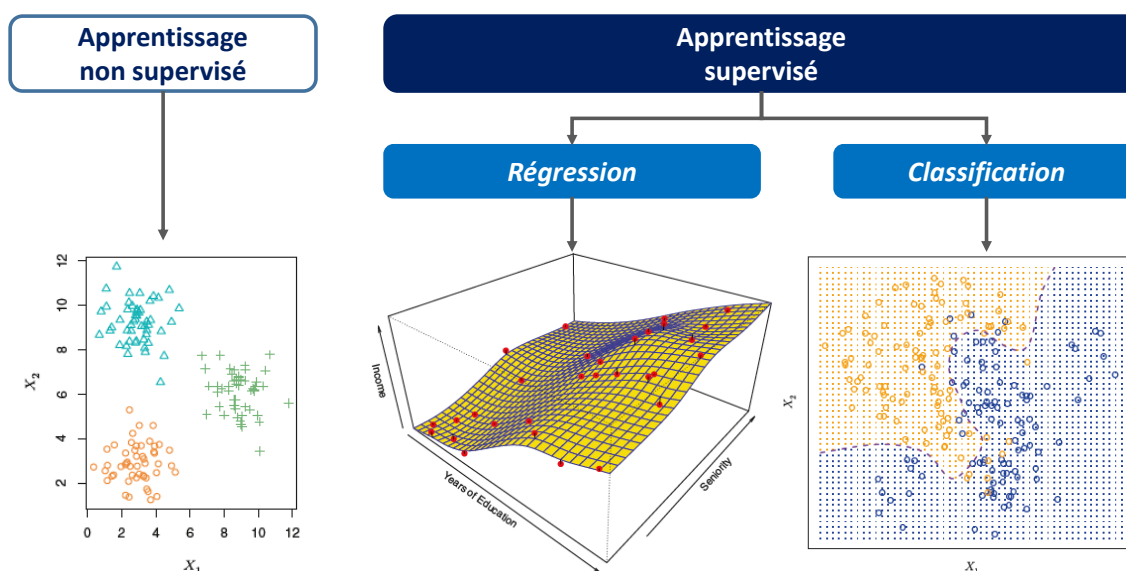 Apprentissage
non supervisé
Apprentissage
supervisé
Régression
Classification
12
10
8
6
4
2
X2
0 2 4 6 8 10 12
X1
Income
Years of Education
Seniority
X2
X1